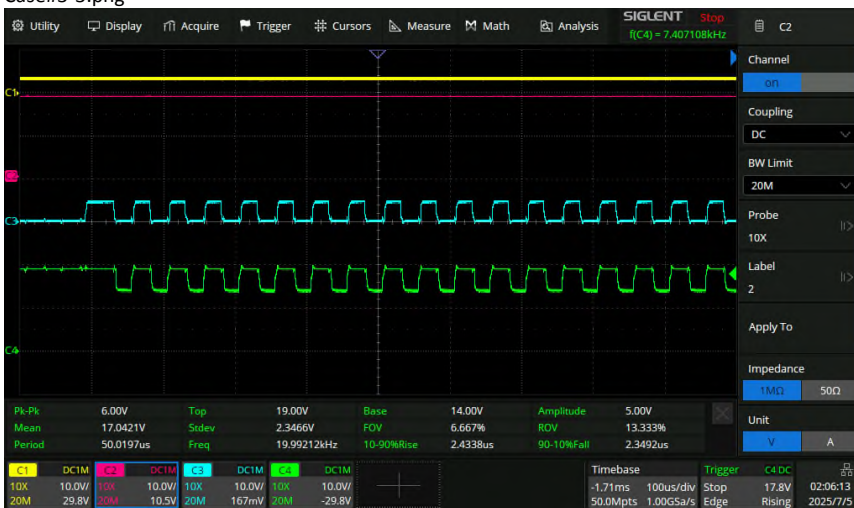 Case#3-3.png
Utility Display Acquire Trigger Cursors Measure Math Analysis SIGLENT Stop C2
f(C4) = 7.407108kHz
Channel
on
Coupling
DC
BW Limit
20M
Probe
10X
Label
2
Apply To
Impedance
1MΩ 50Ω
Unit
V A
C1
C2
C3
C4
Pk-Pk 6.00V Top 19.00V Base 14.00V Amplitude 5.00V
Mean 17.0421V Stdev 2.3466V FOV 6.667% ROV 13.333%
Period 50.0197us Freq 19.99212kHz 10-90%Rise 2.4338us 90-10%Fall 2.3492us
C1 DC1M C2 DC1M C3 DC1M C4 DC1M Timebase Trigger C4 DC
10X 10.0V/ 10X 10.0V/ 10X 10.0V/ 10X 10.0V/ -1.71ms 100us/div Stop 17.8V 02:06:13
20M 29.8V 20M 10.5V 20M 167mV 20M -29.8V 50.0Mpts 1.00GSa/s Edge Rising 2025/7/5